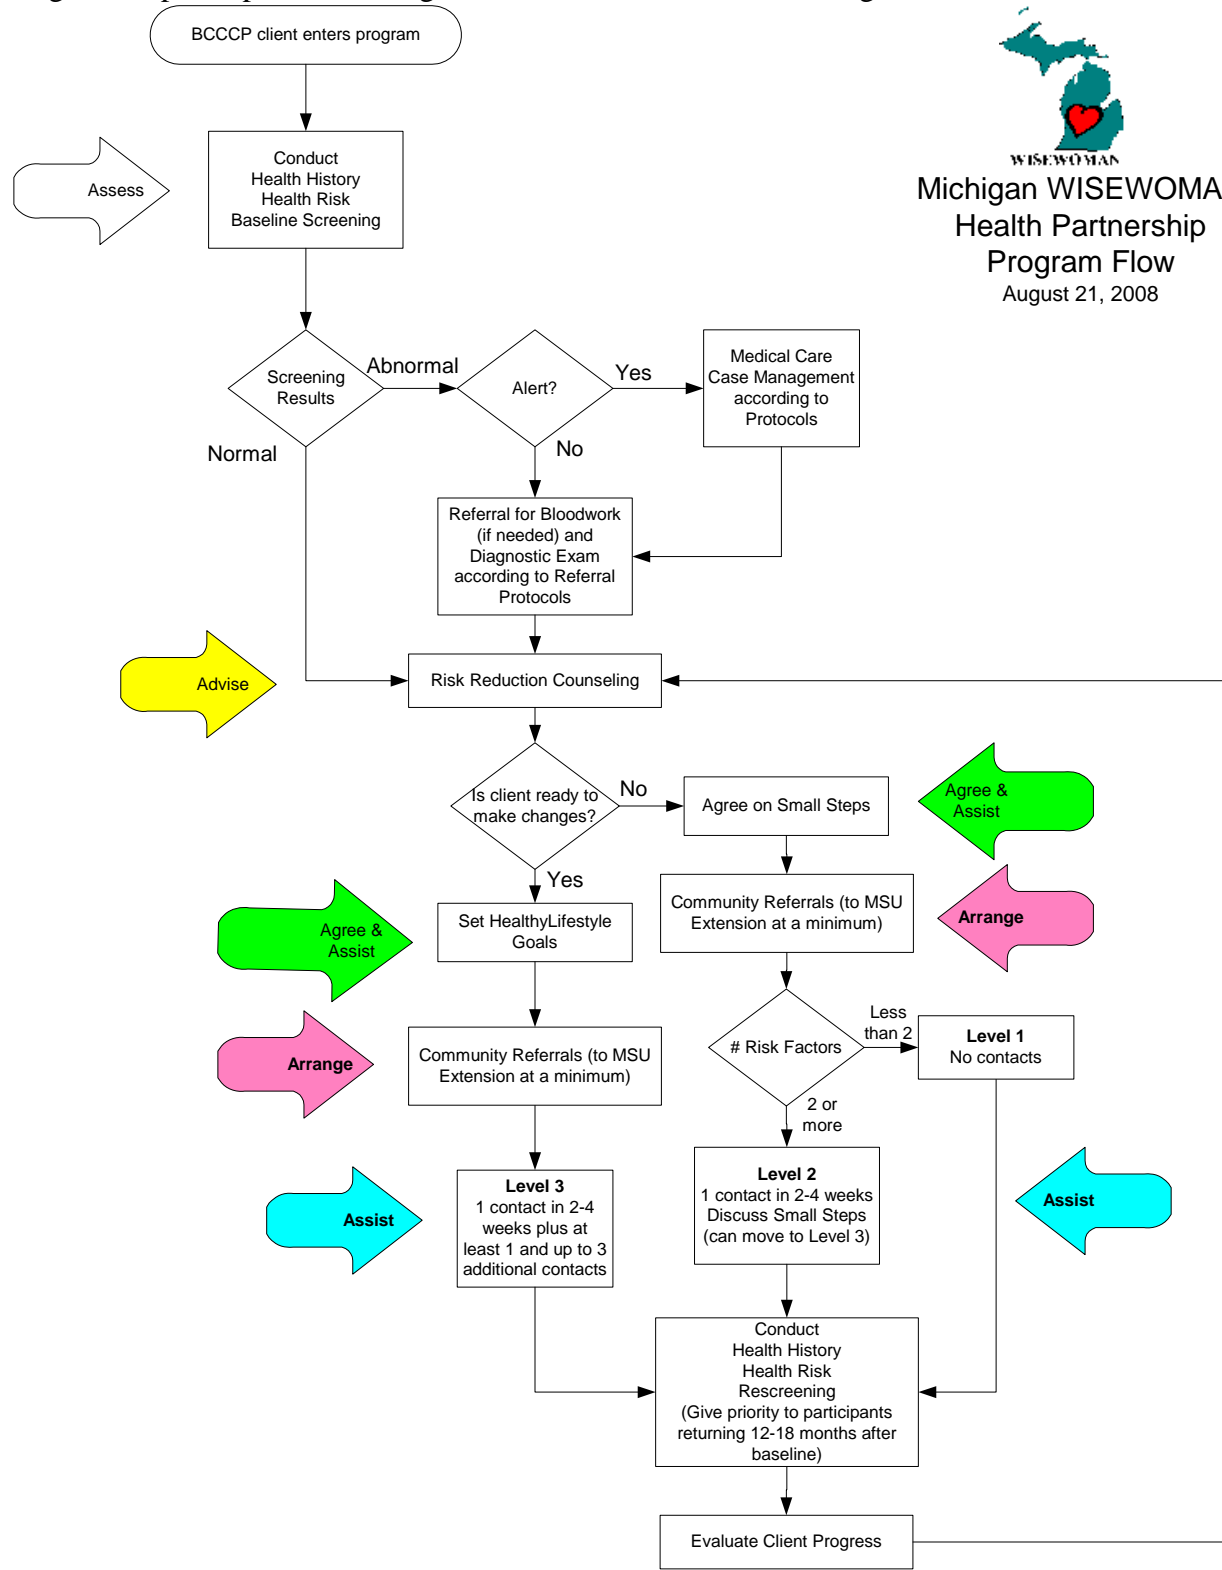 BCCCP client enters program
WISEWOMAN
Michigan WISEWOMA
Health Partnership
Program Flow
August 21, 2008
Assess
Conduct
Health History
Health Risk
Baseline Screening
Screening
Results
Abnormal
Normal
Alert?
Yes
No
Medical Care
Case Management
according to
Protocols
Referral for Bloodwork
(if needed) and
Diagnostic Exam
according to Referral
Protocols
Advise
Risk Reduction Counseling
Is client ready to
make changes?
No
Yes
Agree on Small Steps
Agree &
Assist
Community Referrals (to MSU
Extension at a minimum)
Arrange
Agree &
Assist
Set HealthyLifestyle
Goals
Arrange
Community Referrals (to MSU
Extension at a minimum)
# Risk Factors
Less
than 2
Level 1
No contacts
2 or
more
Assist
Level 3
1 contact in 2-4
weeks plus at
least 1 and up to 3
additional contacts
Level 2
1 contact in 2-4 weeks
Discuss Small Steps
(can move to Level 3)
Assist
Conduct
Health History
Health Risk
Rescreening
(Give priority to participants
returning 12-18 months after
baseline)
Evaluate Client Progress